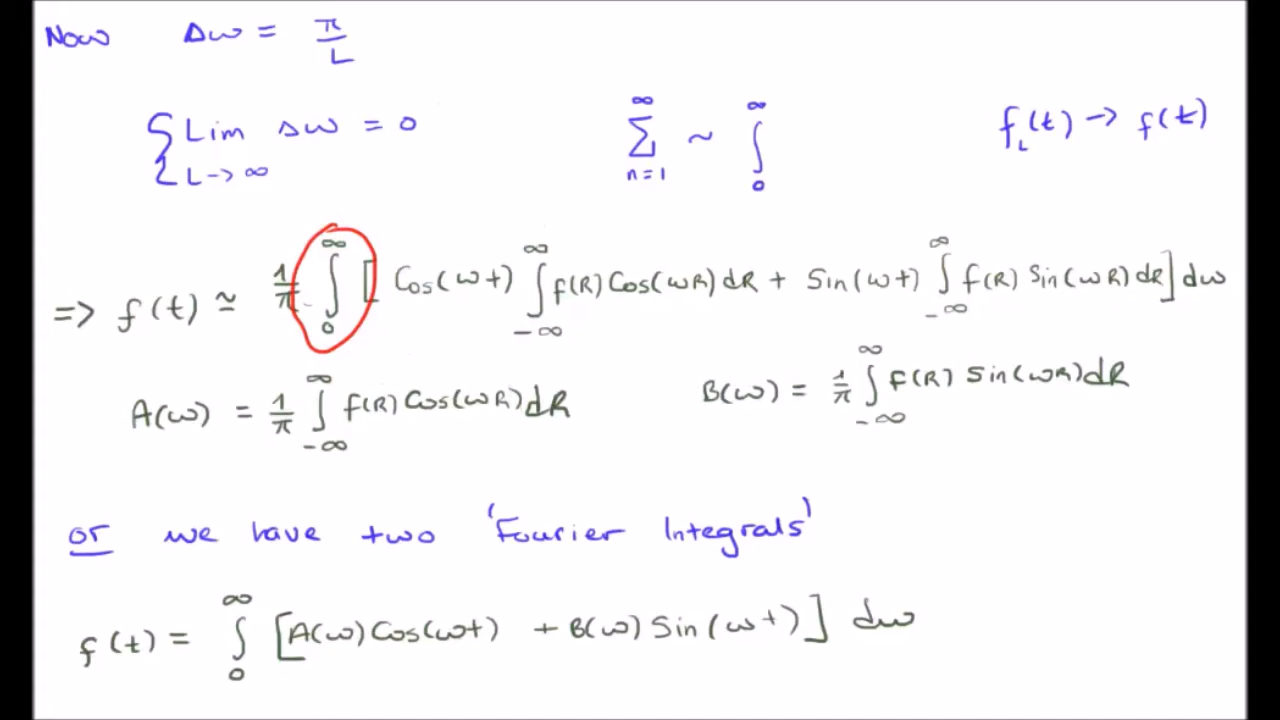 Now Δω = π/L
{Lim Δω = 0 L→∞ ∑ n=1 ∞ ~ ∫ 0 ∞ f_L(t) → f(t)
=> f(t) ≃ 1/π ∫ 0 ∞ [Cos(ωt) ∫ -∞ ∞ f(R)Cos(ωR)dR + Sin(ωt) ∫ -∞ ∞ f(R) Sin(ωR)dR] dω
A(ω) = 1/π ∫ -∞ ∞ f(R)Cos(ωR)dR B(ω) = 1/π ∫ -∞ ∞ f(R) Sin(ωR)dR
or we have two 'Fourier Integrals'
f(t) = ∫ 0 ∞ [A(ω)Cos(ωt) + B(ω)Sin(ωt)] dω